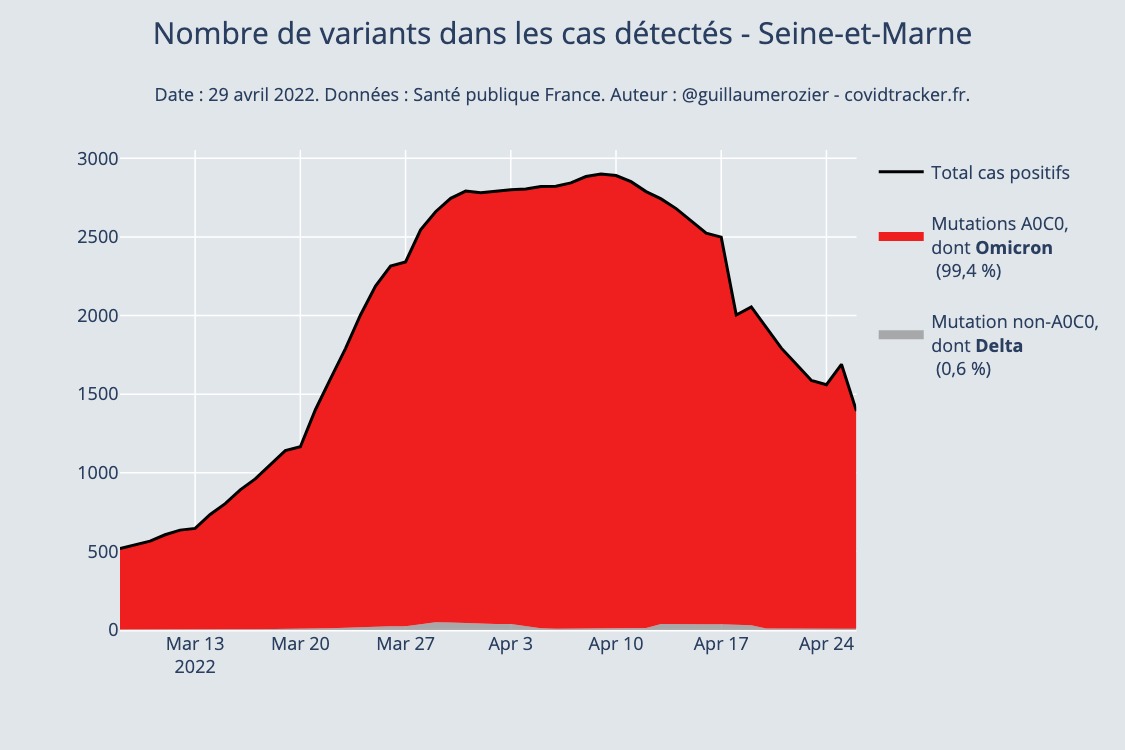 Nombre de variants dans les cas détectés - Seine-et-Marne
Date : 29 avril 2022. Données : Santé publique France. Auteur : @guillaumerozier - covidtracker.fr.
3000
2500
2000
1500
1000
500
0
Mar 13
2022
Mar 20
Mar 27
Apr 3
Apr 10
Apr 17
Apr 24
Total cas positifs
Mutations A0C0,
dont Omicron
(99,4 %)
Mutation non-A0C0,
dont Delta
(0,6 %)